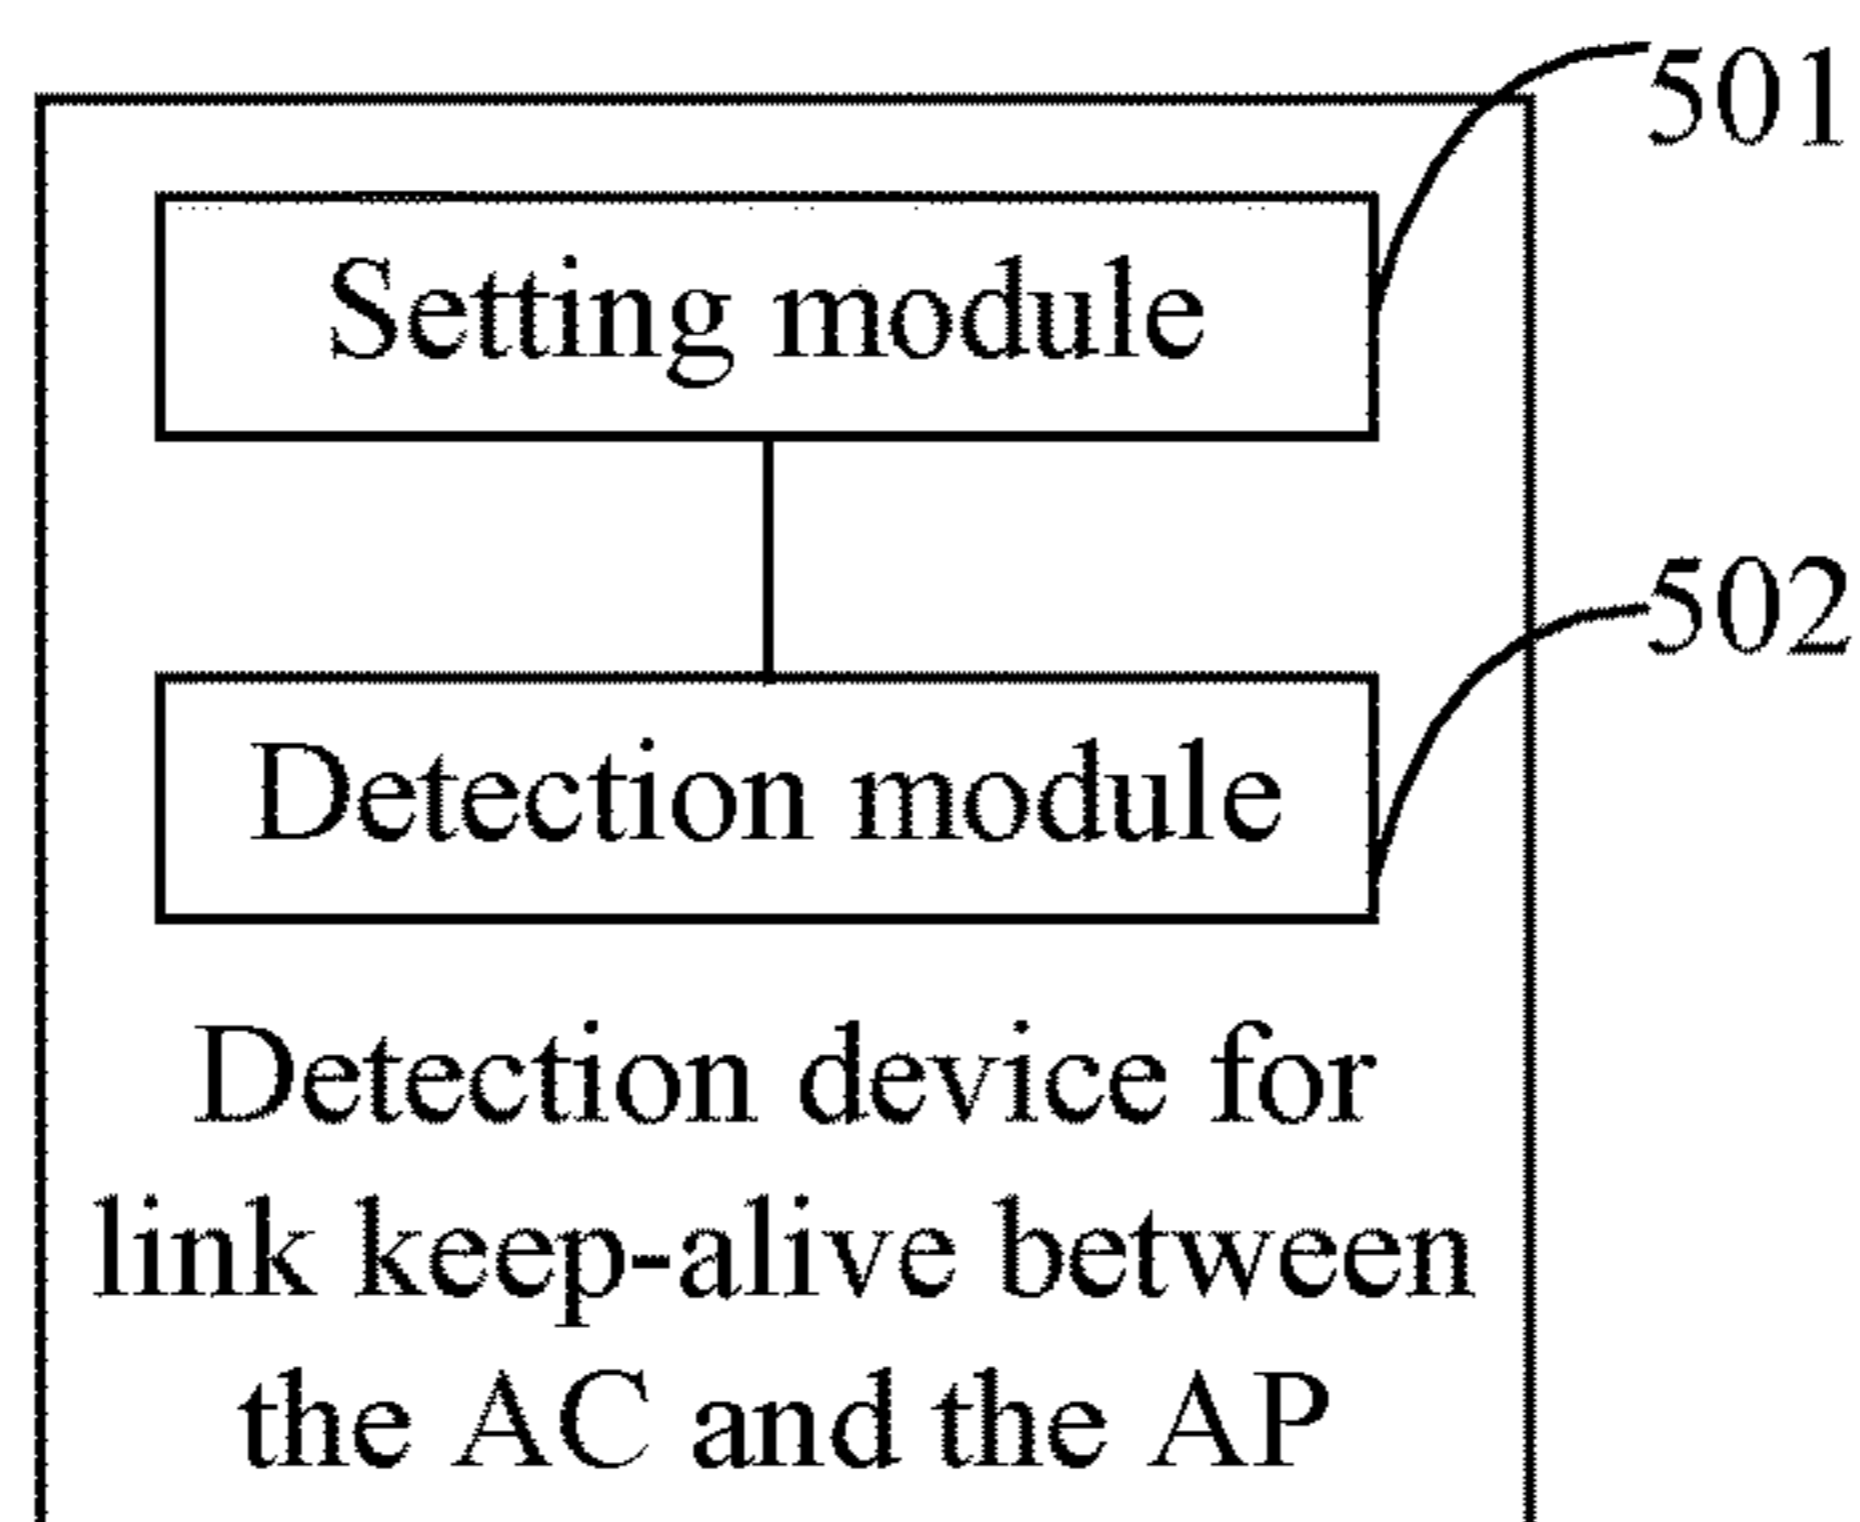 501
Setting module
502
Detection module
Detection device for
link keep-alive between
the AC and the AP